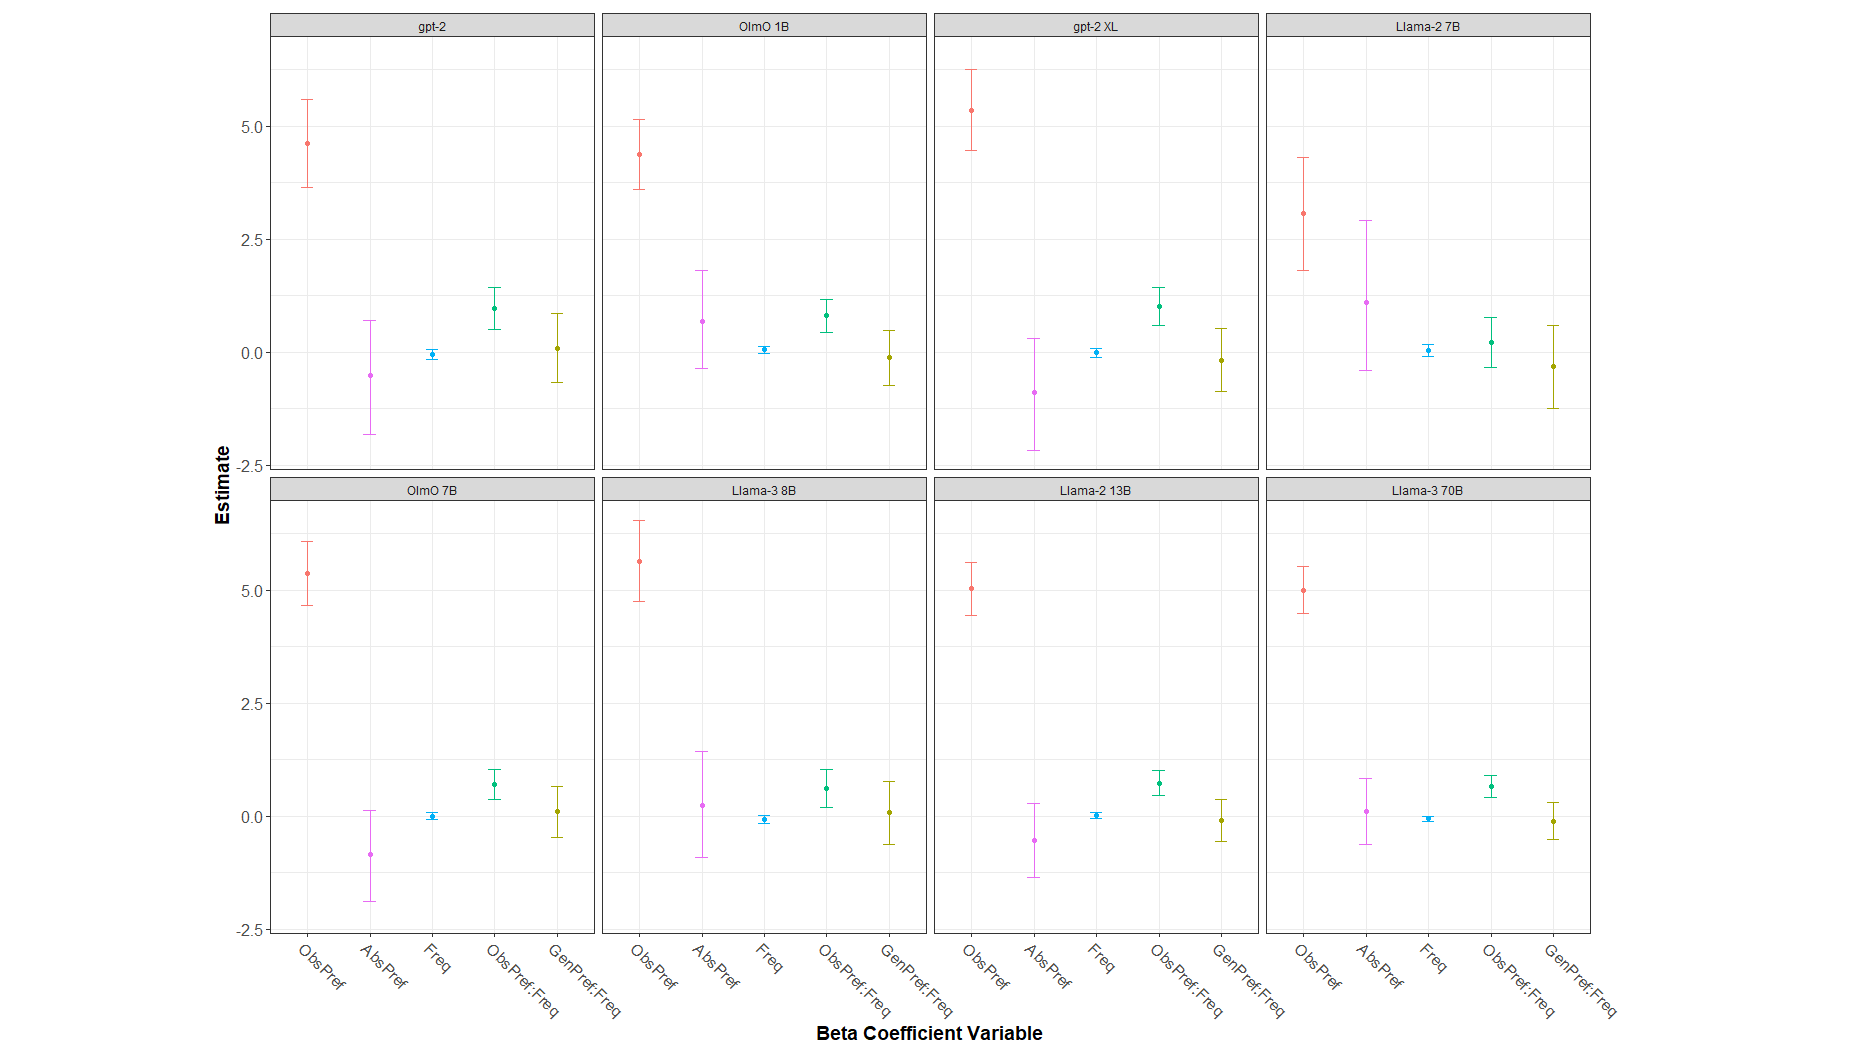 gpt-2
OlmO 1B
gpt-2 XL
Llama-2 7B
5.0
2.5
0.0
-2.5
Estimate
OlmO 7B
Llama-3 8B
Llama-2 13B
Llama-3 70B
5.0
2.5
0.0
-2.5
ObsPref
AbsPref
Freq
ObsPref:Freq
GenPref:Freq
ObsPref
AbsPref
Freq
ObsPref:Freq
GenPref:Freq
ObsPref
AbsPref
Freq
ObsPref:Freq
GenPref:Freq
ObsPref
AbsPref
Freq
ObsPref:Freq
GenPref:Freq
Beta Coefficient Variable